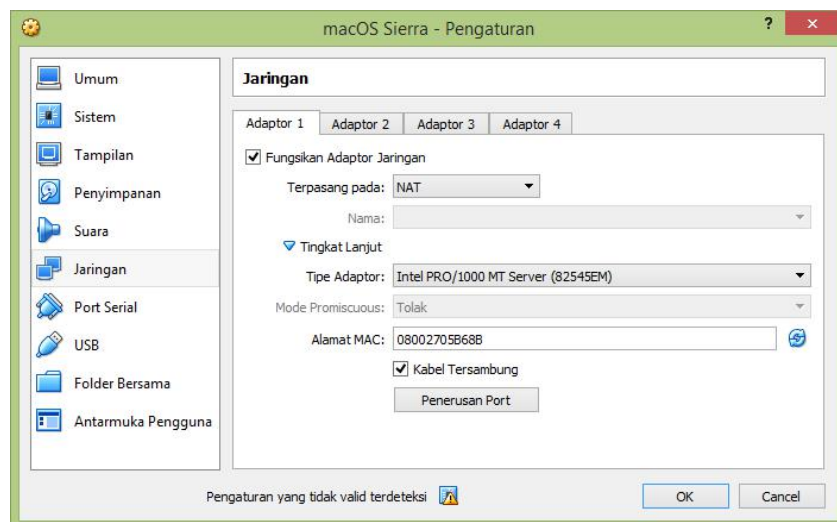 macOS Sierra - Pengaturan
?
×
Umum
Sistem
Tampilan
Penyimpanan
Suara
Jaringan
Port Serial
USB
Folder Bersama
Antarmuka Pengguna
Jaringan
Adaptor 1 Adaptor 2 Adaptor 3 Adaptor 4
Fungsikan Adaptor Jaringan
Terpasang pada: NAT
Nama:
Tingkat Lanjut
Tipe Adaptor: Intel PRO/1000 MT Server (82545EM)
Mode Promiscuous: Tolak
Alamat MAC: 08002705B68B
Kabel Tersambung
Penerusan Port
Pengaturan yang tidak valid terdeteksi
OK Cancel